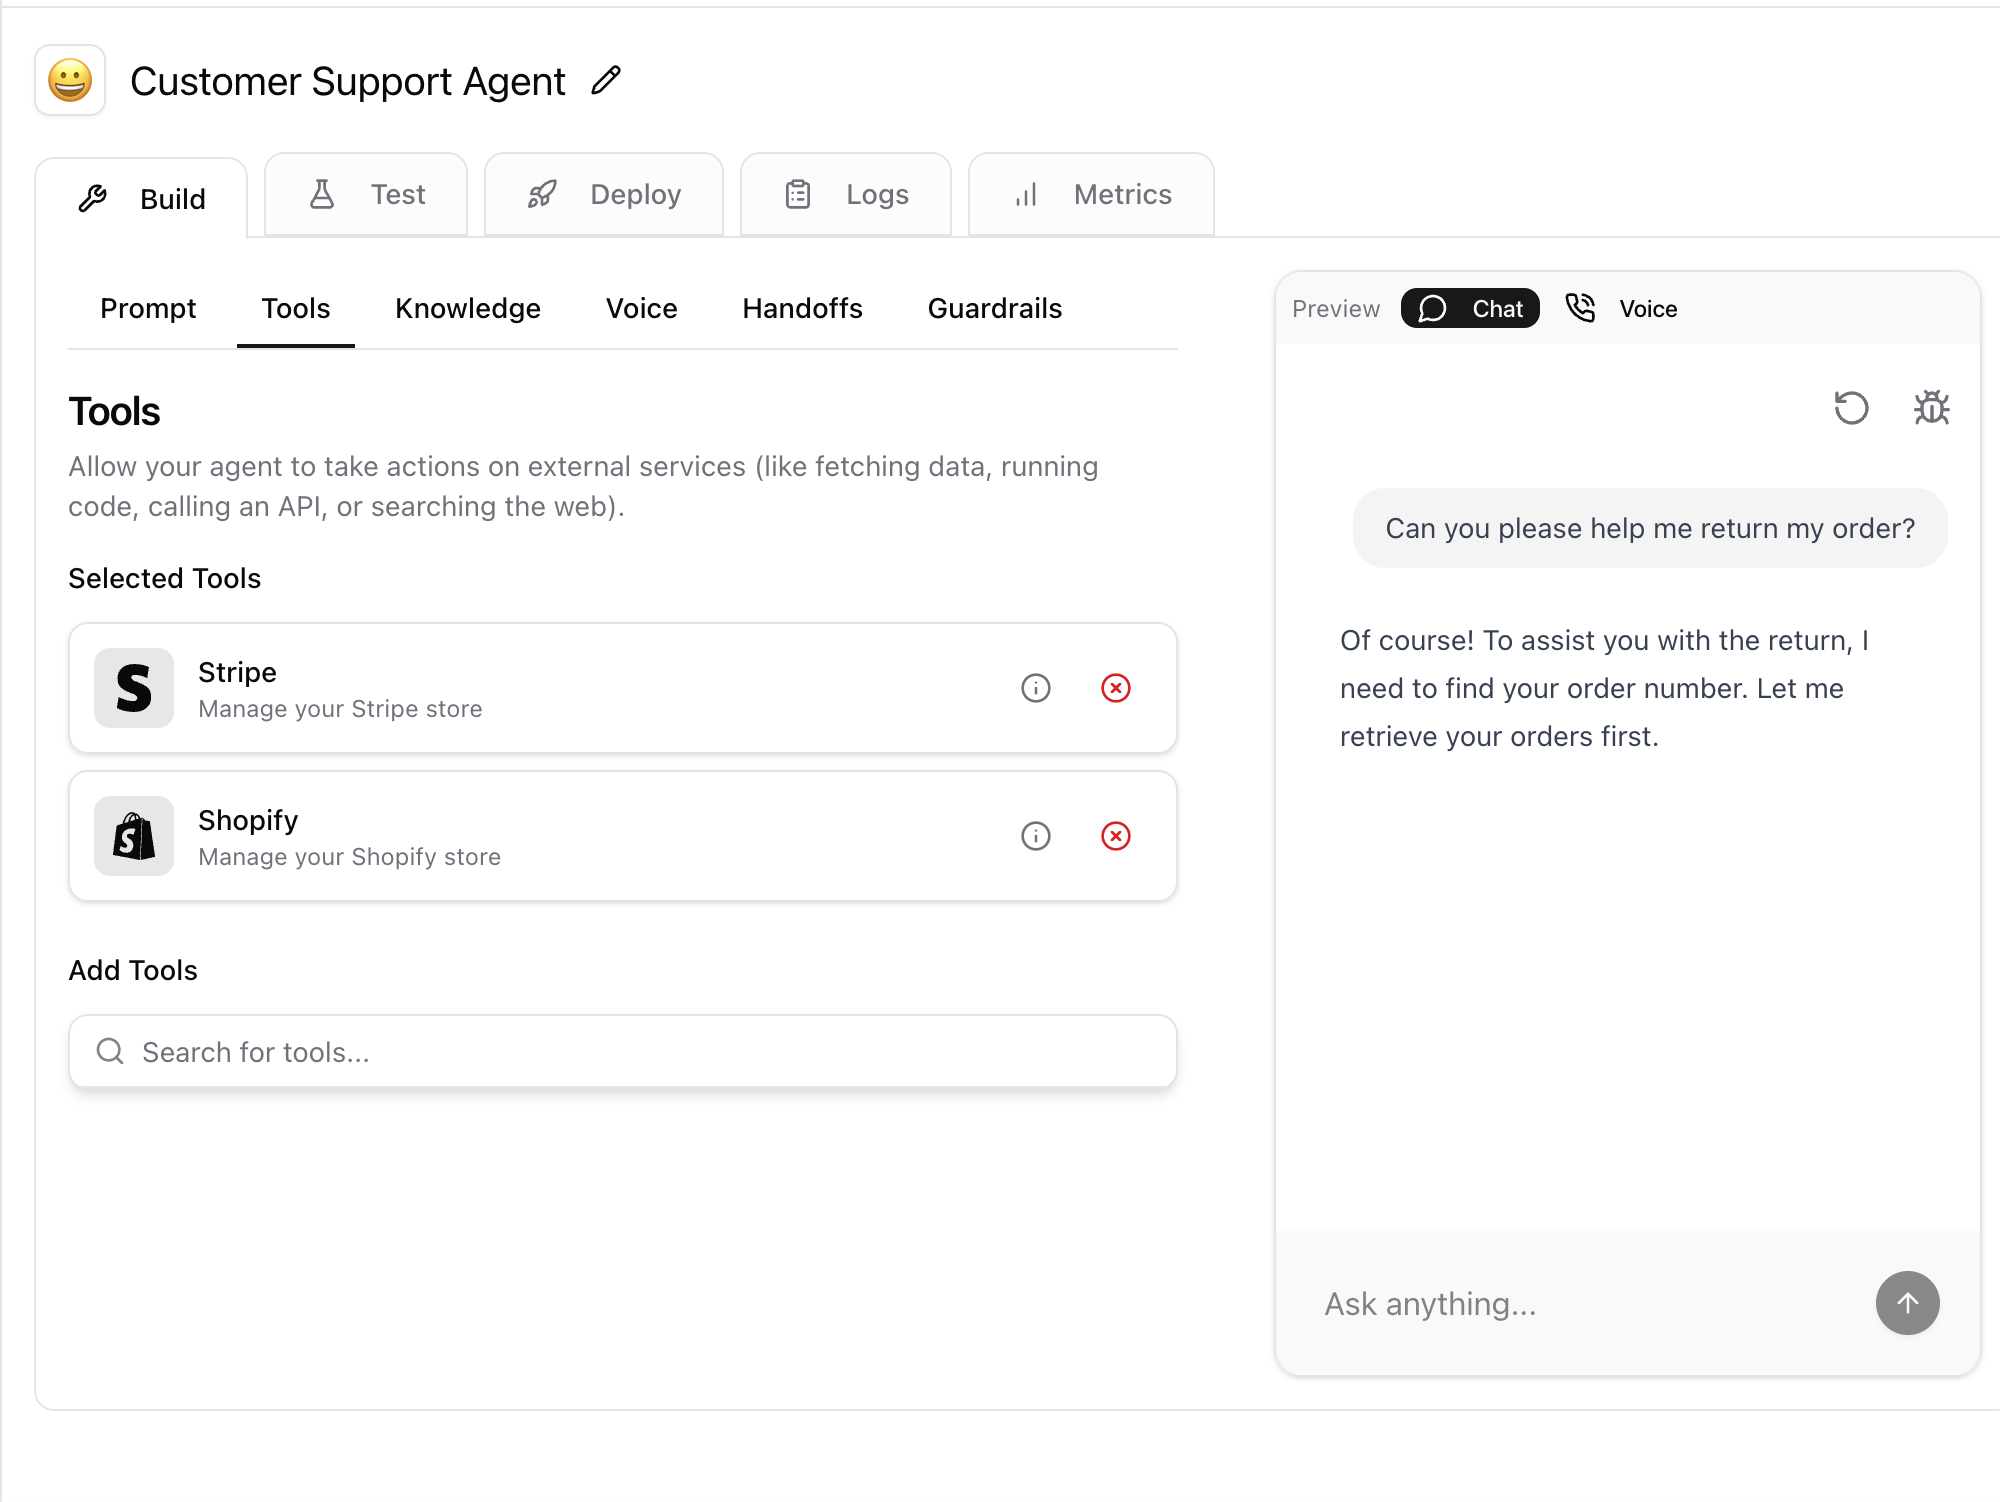 Customer Support Agent
Build
Test
Deploy
Logs
Metrics
Prompt
Tools
Knowledge
Voice
Handoffs
Guardrails
Tools
Allow your agent to take actions on external services (like fetching data, running
code, calling an API, or searching the web).
Selected Tools
Stripe
Manage your Stripe store
Shopify
Manage your Shopify store
Add Tools
Search for tools...
Preview
Chat
Voice
Can you please help me return my order?
Of course! To assist you with the return, I
need to find your order number. Let me
retrieve your orders first.
Ask anything...